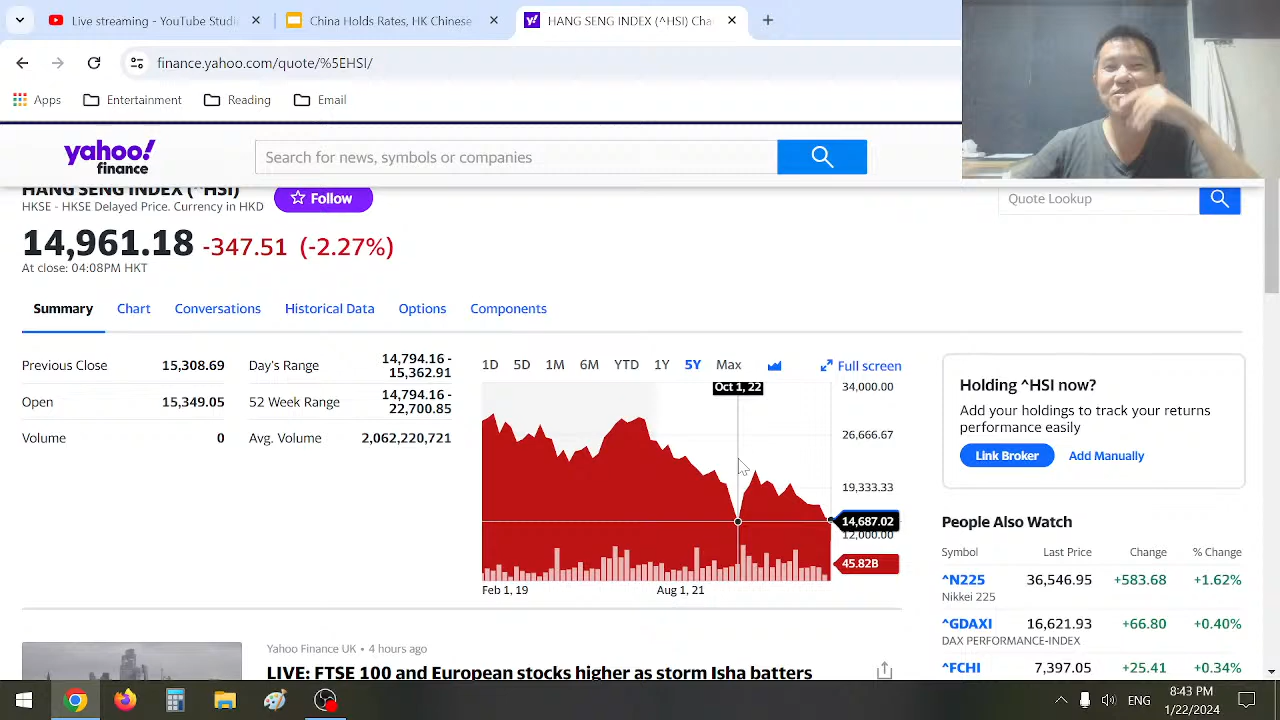 Live streaming - YouTube Studi
China Holds Rates, HK Chinese
HANG SENG INDEX (^HSI) Cha
finance.yahoo.com/quote/%5EHSI/
Apps
Entertainment
Reading
Email
yahoo!
finance
Search for news, symbols or companies
HANG SENG INDEX (^HSI)
HKSE - HKSE Delayed Price. Currency in HKD
Follow
Quote Lookup
14,961.18 -347.51 (-2.27%)
At close: 04:08PM HKT
Summary
Chart
Conversations
Historical Data
Options
Components
Previous Close 15,308.69
Open 15,349.05
Volume 0
Day's Range 14,794.16 -
15,362.91
52 Week Range 14,794.16 -
22,700.85
Avg. Volume 2,062,220,721
1D 5D 1M 6M YTD 1Y 5Y Max
Full screen
Oct 1, 22
34,000.00
26,666.67
19,333.33
14,687.02
12,000.00
45.82B
Feb 1, 19
Aug 1, 21
Holding ^HSI now?
Add your holdings to track your returns
performance easily
Link Broker
Add Manually
People Also Watch
Symbol Last Price Change % Change
^N225 36,546.95 +583.68 +1.62%
Nikkei 225
^GDAXI 16,621.93 +66.80 +0.40%
DAX PERFORMANCE-INDEX
^FCHI 7,397.05 +25.41 +0.34%
Yahoo Finance UK • 4 hours ago
LIVE: FTSE 100 and European stocks higher as storm Isha batters
ENG
8:43 PM
1/22/2024